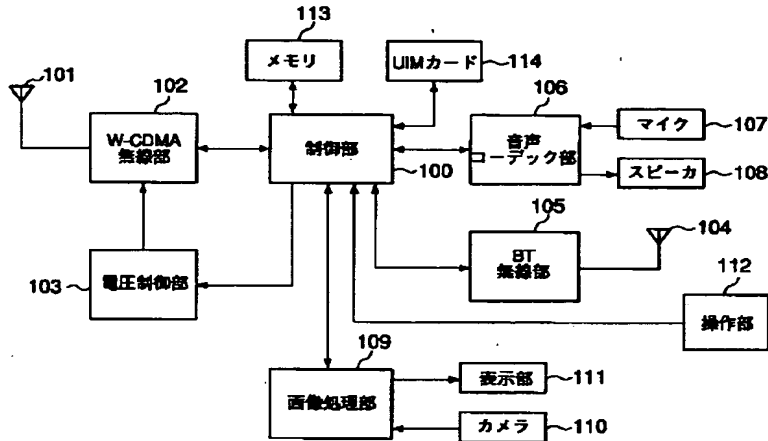 113
メモリ
UIMカード
114
101
102
W-CDMA
無線部
制御部
100
106
音声
コーデック部
マイク
107
スピーカ
108
103
電圧制御部
105
BT
無線部
104
112
操作部
109
画像処理部
表示部
111
カメラ
110